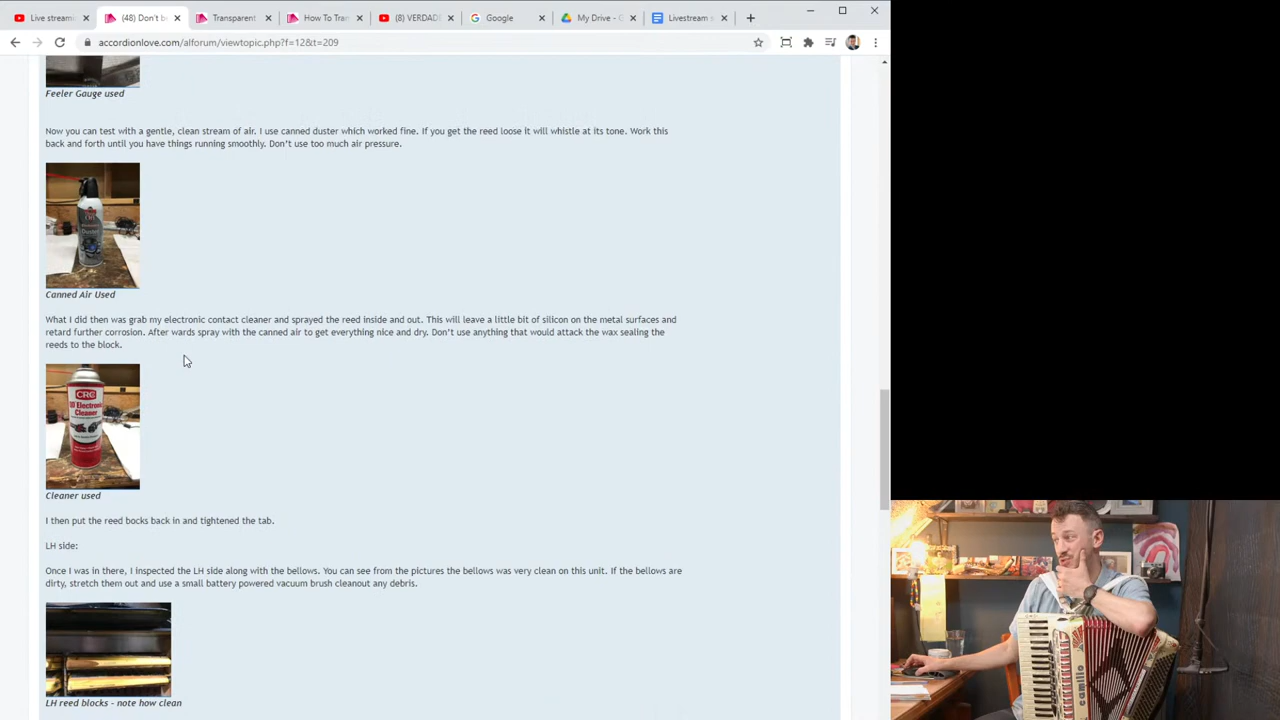 Live streami
(48) Don't b
Transparent
How To Tran
(8) VERDAD
Google
My Drive - G
Livestream s
accordionlove.com/alforum/viewtopic.php?f=12&t=209
Feeler Gauge used
Now you can test with a gentle, clean stream of air. I use canned duster which worked fine. If you get the reed loose it will whistle at its tone. Work this
back and forth until you have things running smoothly. Don't use too much air pressure.
Canned Air Used
What I did then was grab my electronic contact cleaner and sprayed the reed inside and out. This will leave a little bit of silicon on the metal surfaces and
retard further corrosion. After wards spray with the canned air to get everything nice and dry. Don't use anything that would attack the wax sealing the
reeds to the block.
CRC
Electronic
Cleaner
Cleaner used
I then put the reed bocks back in and tightened the tab.
LH side:
Once I was in there, I inspected the LH side along with the bellows. You can see from the pictures the bellows was very clean on this unit. If the bellows are
dirty, stretch them out and use a small battery powered vacuum brush cleanout any debris.
LH reed blocks - note how clean
camilio